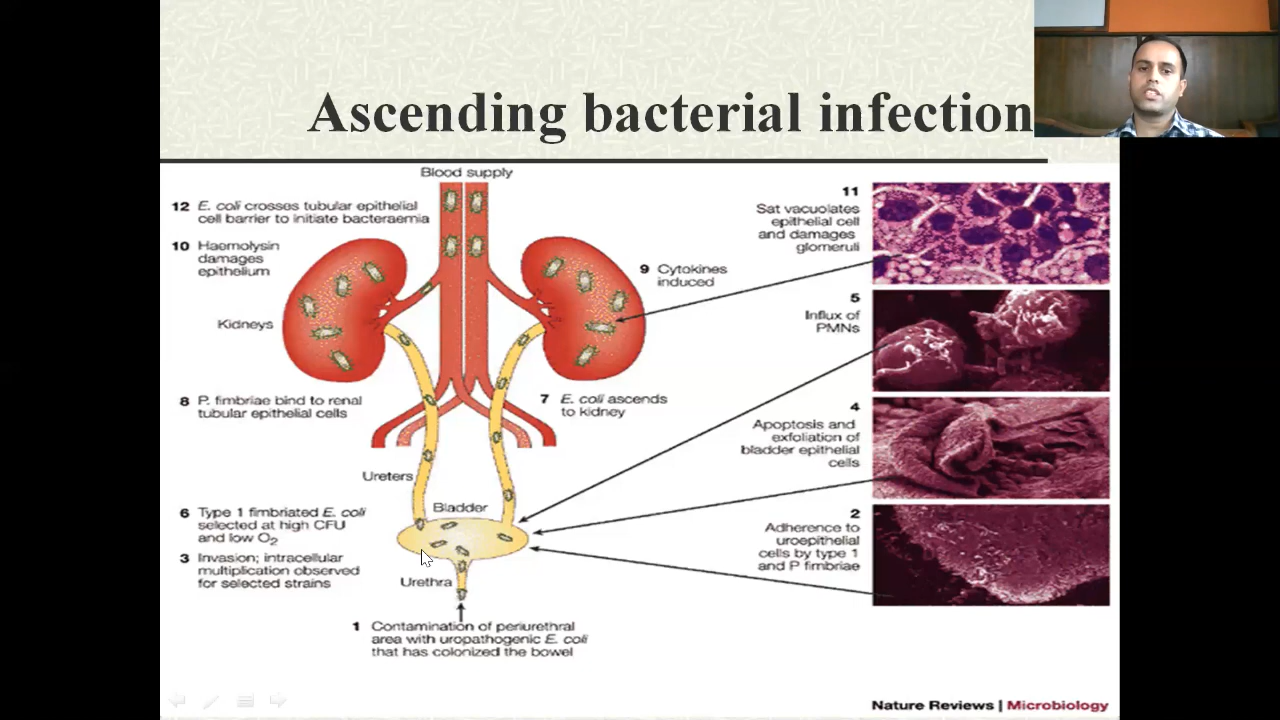 Ascending bacterial infection
Blood supply
12 E. coli crosses tubular epithelial
cell barrier to initiate bacteraemia
10 Haemolysin
damages
epithelium
Kidneys
9 Cytokines
induced
8 P. fimbriae bind to renal
tubular epithelial cells
7 E. coli ascends
to kidney
Ureters
Bladder
6 Type 1 fimbriated E. coli
selected at high CFU
and low O2
3 Invasion; intracellular
multiplication observed
for selected strains
Urethra
1 Contamination of periurethral
area with uropathogenic E. coli
that has colonized the bowel
11
Sat vacuolates
epithelial cell
and damages
glomeruli
5
Influx of
PMNs
4
Apoptosis and
exfoliation of
bladder epithelial
cells
2
Adherence to
uroepithelial
cells by type 1
and P fimbriae
Nature Reviews | Microbiology